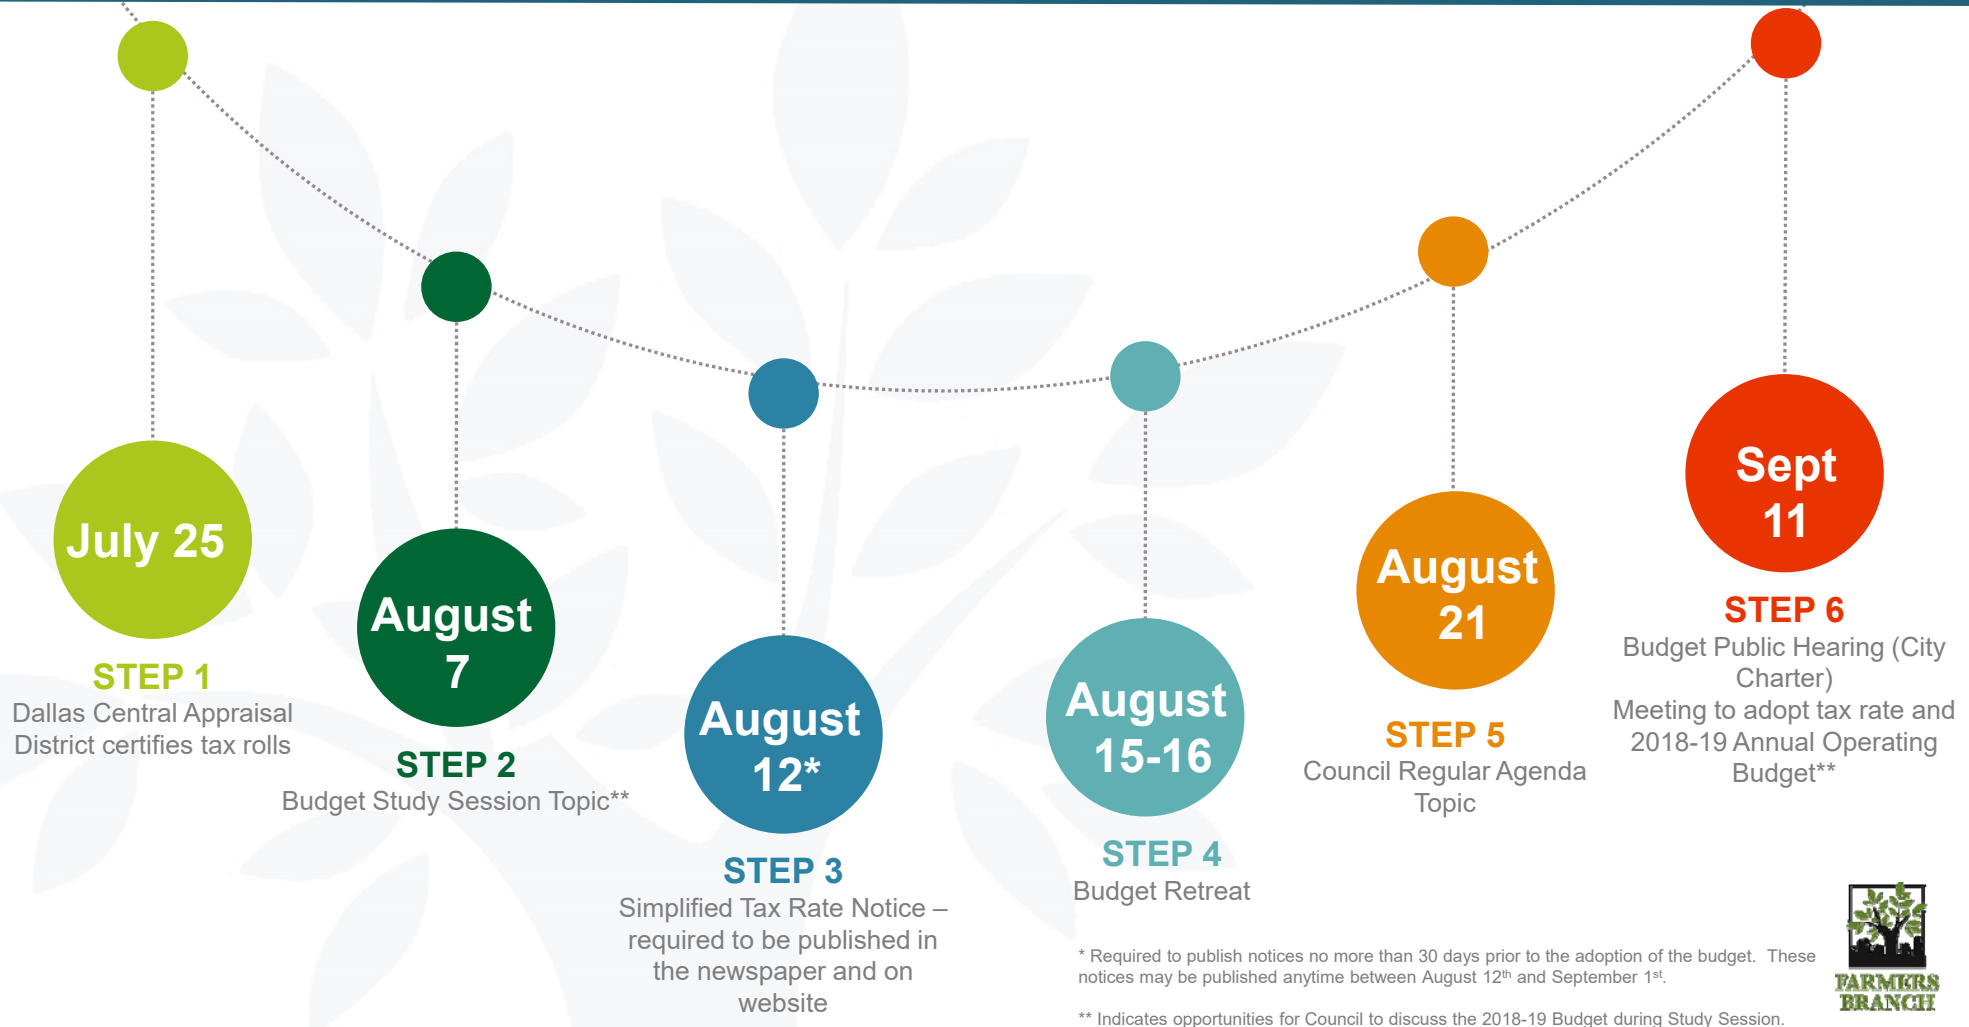 July 25
STEP 1
Dallas Central Appraisal
District certifies tax rolls
August
7
STEP 2
Budget Study Session Topic**
August
12*
STEP 3
Simplified Tax Rate Notice –
required to be published in
the newspaper and on
website
August
15-16
STEP 4
Budget Retreat
August
21
STEP 5
Council Regular Agenda
Topic
Sept
11
STEP 6
Budget Public Hearing (City
Charter)
Meeting to adopt tax rate and
2018-19 Annual Operating
Budget**
* Required to publish notices no more than 30 days prior to the adoption of the budget.  These
notices may be published anytime between August 12th and September 1st.
** Indicates opportunities for Council to discuss the 2018-19 Budget during Study Session.
FARMERS
BRANCH